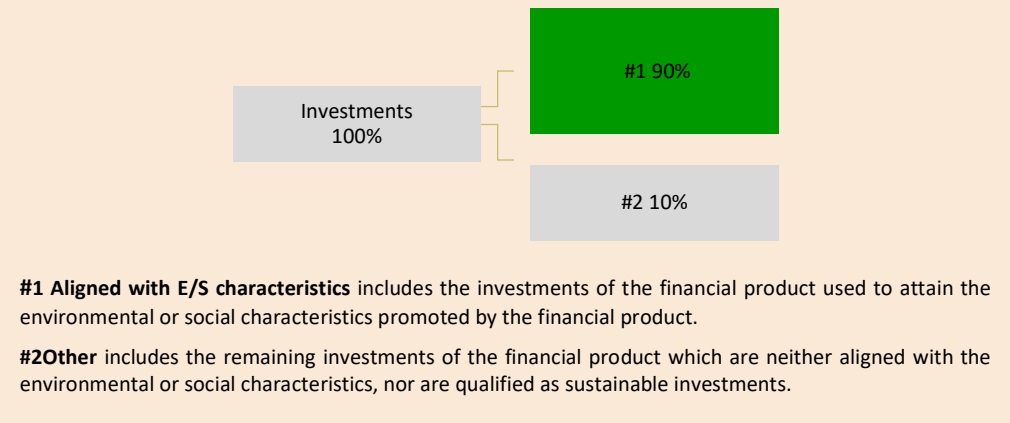 #1 90%
Investments
100%
#2 10%
#1 Aligned with E/S characteristics includes the investments of the financial product used to attain the
environmental or social characteristics promoted by the financial product.
#2Other includes the remaining investments of the financial product which are neither aligned with the
environmental or social characteristics, nor are qualified as sustainable investments.